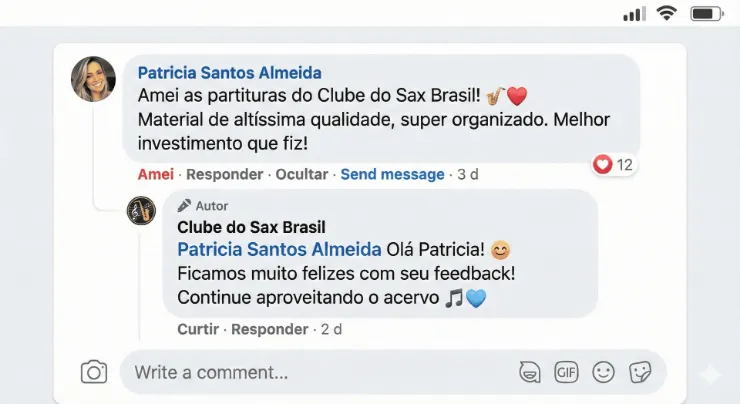 Patricia Santos Almeida
Amei as partituras do Clube do Sax Brasil! 🎷❤️
Material de altíssima qualidade, super organizado. Melhor
investimento que fiz!
Amei · Responder · Ocultar · Send message · 3 d
12
Autor
Clube do Sax Brasil
Patricia Santos Almeida Olá Patricia! 😊
Ficamos muito felizes com seu feedback!
Continue aproveitando o acervo 🎵💙
Curtir · Responder · 2 d
Write a comment...
GIF